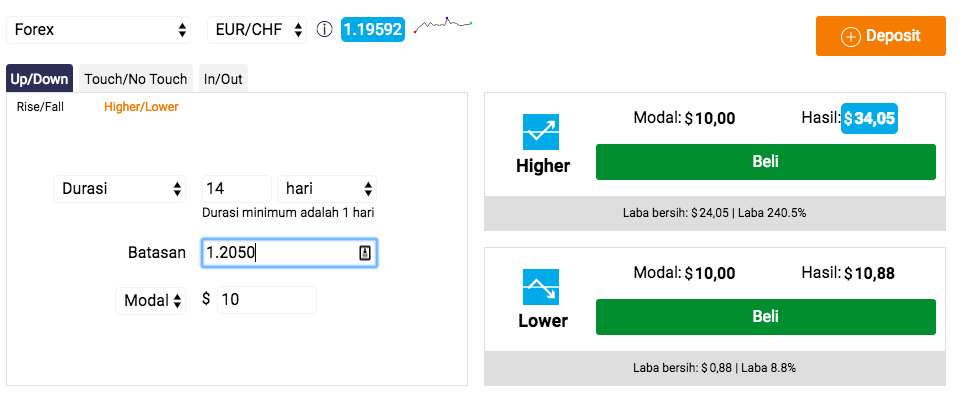 Forex EUR/CHF 1.19592
Deposit
Up/Down Touch/No Touch In/Out
Rise/Fall Higher/Lower
Durasi 14 hari
Durasi minimum adalah 1 hari
Batasan 1.2050
Modal $ 10
Higher
Modal: $10,00 Hasil: $34,05
Beli
Laba bersih: $24,05 | Laba 240.5%
Lower
Modal: $10,00 Hasil: $10,88
Beli
Laba bersih: $0,88 | Laba 8.8%